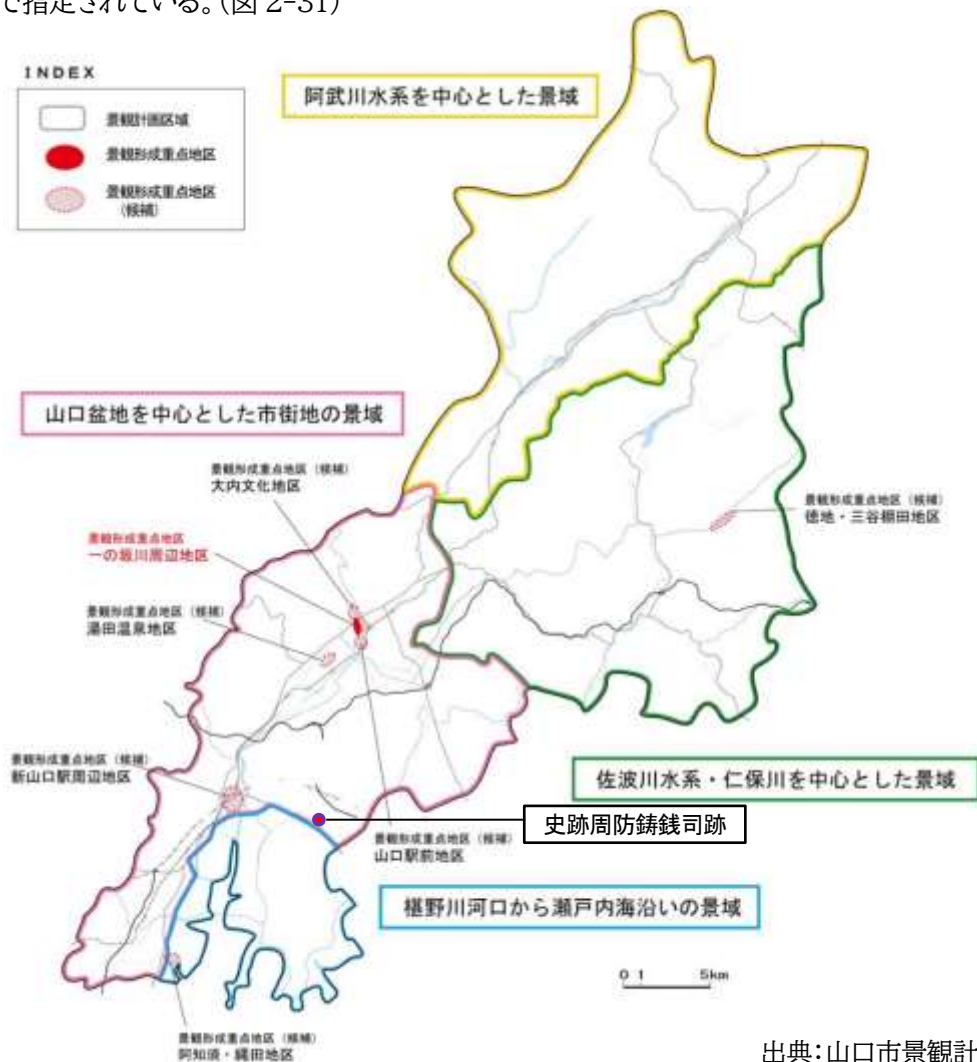 で指定されている。(図 2-31)
INDEX
景観計画区域
景観形成重点地区
景観形成重点地区
(候補)
阿武川水系を中心とした景域
山口盆地を中心とした市街地の景域
景観形成重点地区(候補)
大内文化地区
景観形成重点地区
一の坂川周辺地区
景観形成重点地区(候補)
湯田温泉地区
景観形成重点地区(候補)
徳地・三谷棚田地区
景観形成重点地区(候補)
新山口駅周辺地区
佐波川水系・仁保川を中心とした景域
史跡周防鋳銭司跡
景観形成重点地区(候補)
山口駅前地区
椹野川河口から瀬戸内海沿いの景域
0 1 5km
景観形成重点地区(候補)
阿知須・縄田地区
出典:山口市景観計